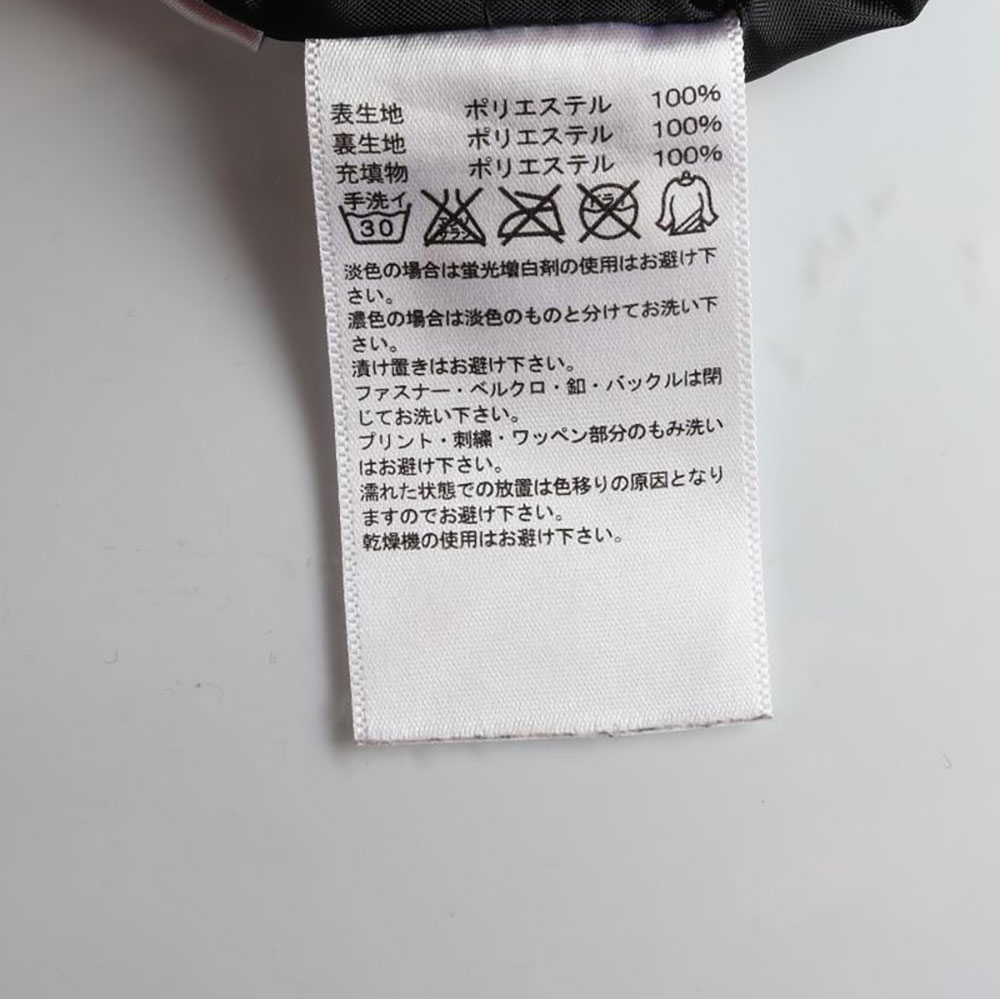 表生地 ポリエステル 100%
裏生地 ポリエステル 100%
充填物 ポリエステル 100%
手洗イ
30
ドライ
淡色の場合は蛍光増白剤の使用はお避け下
さい。
濃色の場合は淡色のものと分けてお洗い下
さい。
漬け置きはお避け下さい。
ファスナー・ベルクロ・釦・バックルは閉
じてお洗い下さい。
プリント・刺繍・ワッペン部分のもみ洗い
はお避け下さい。
濡れた状態での放置は色移りの原因となり
ますのでお避け下さい。
乾燥機の使用はお避け下さい。